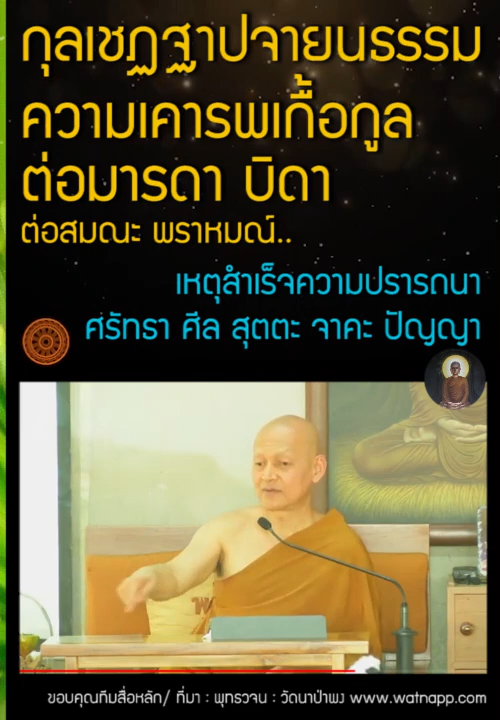 กุลเชฏฐาปจายนธรรม
ความเคารพเกื้อกูล
ต่อมารดา บิดา
ต่อสมณะ พราหมณ์..
เหตุสำเร็จความปรารถนา
ศรัทธา ศีล สุตตะ จาคะ ปัญญา
ขอบคุณทีมสื่อหลัก/ ที่มา : พุทธวจน : วัดนาป่าพง www.watnapp.com